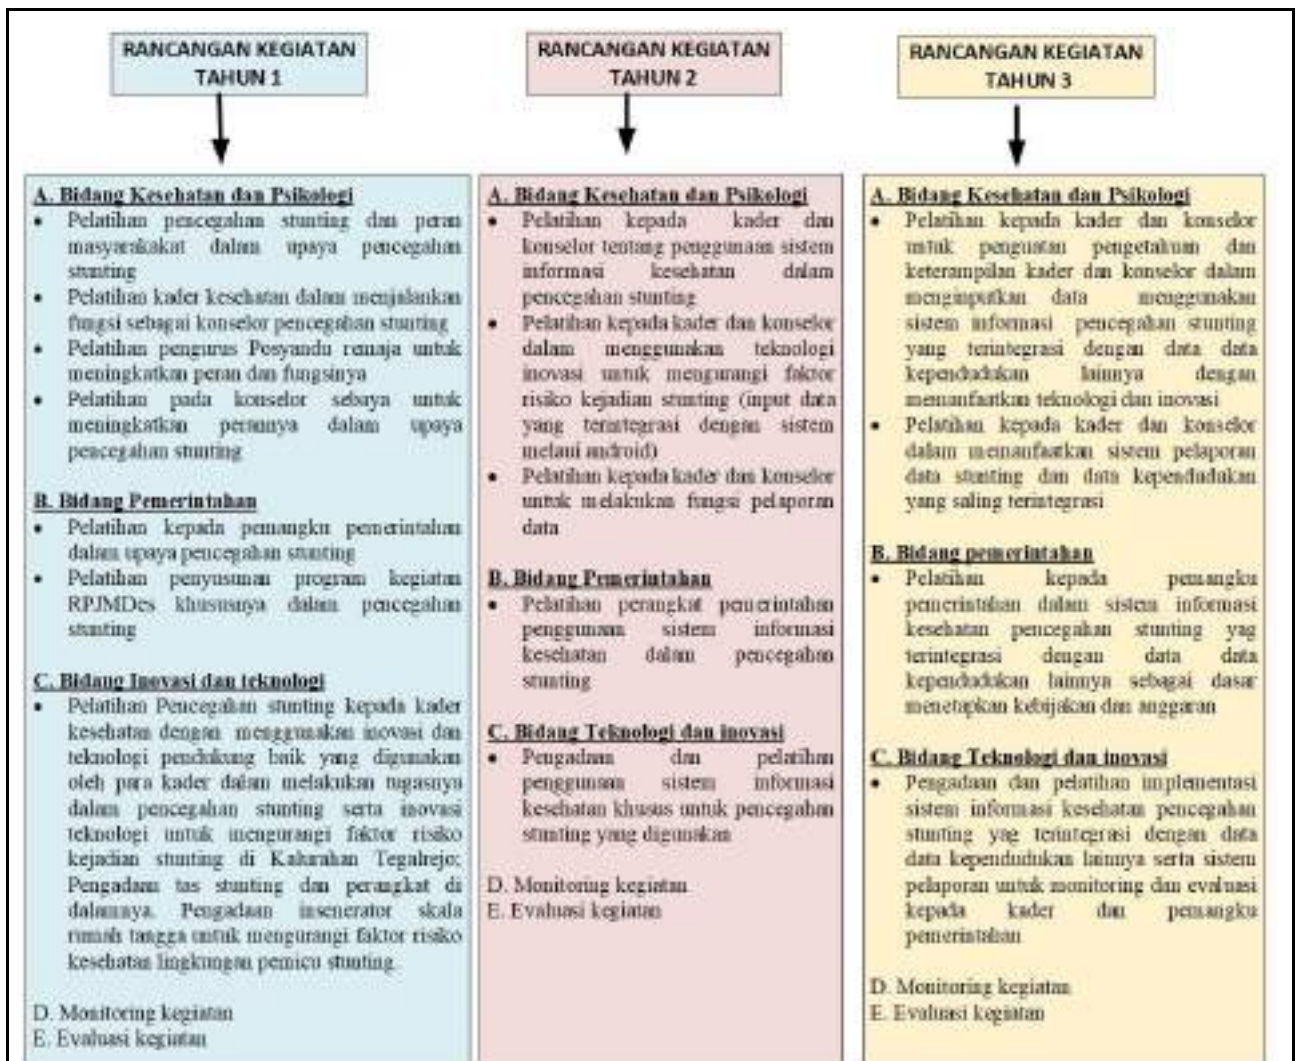 RANCANGAN KEGIATAN
TAHUN 1
A. Bidang Kesehatan dan Psikologi
• Pelatihan pencegahan stunting dan peran
masyarakakat dalam upaya pencegahan
stunting
• Pelatihan kader kesehatan dalam menjalankan
fungsi sebagai konselor pencegahan stunting
• Pelatihan pengurus Posyandu remaja untuk
meningkatkan peran dan fungsinya
• Pelatihan pada konselor sebaya untuk
meningkatkan perannya dalam upaya
pencegahan stunting
B. Bidang Pemerintahan
• Pelatihan kepada pemangku pemerintahan
dalam upaya pencegahan stunting
• Pelatihan penyusunan program kegiatan
RPJMDes khususnya dalam pencegahan
stunting
C. Bidang Inovasi dan teknologi
• Pelatihan Pencegahan stunting kepada kader
kesehatan dengan menggunakan inovasi dan
teknologi pendukung baik yang digunakan
oleh para kader dalam melakukan tugasnya
dalam pencegahan stunting serta inovasi
teknologi untuk mengurangi faktor risiko
kejadian stunting di Kalurahan Tegalrejo;
Pengadaan tas stunting dan perangkat di
dalamnya. Pengadaan insenerator skala
rumah tangga untuk mengurangi faktor risiko
kesehatan lingkungan pemicu stunting.
D. Monitoring kegiatan
E. Evaluasi kegiatan
RANCANGAN KEGIATAN
TAHUN 2
A. Bidang Kesehatan dan Psikologi
• Pelatihan kepada kader dan
konselor tentang penggunaan sistem
informasi kesehatan dalam
pencegahan stunting
• Pelatihan kepada kader dan konselor
dalam menggunakan teknologi
inovasi untuk mengurangi faktor
risiko kejadian stunting (input data
yang terintegrasi dengan sistem
melaui android)
• Pelatihan kepada kader dan konselor
untuk melakukan fungsi pelaporan
data
B. Bidang Pemerintahan
• Pelatihan perangkat pemerintahan
penggunaan sistem informasi
kesehatan dalam pencegahan
stunting
C. Bidang Teknologi dan inovasi
• Pengadaan dan pelatihan
penggunaan sistem informasi
kesehatan khusus untuk pencegahan
stunting yang digunakan
D. Monitoring kegiatan
E. Evaluasi kegiatan
RANCANGAN KEGIATAN
TAHUN 3
A. Bidang Kesehatan dan Psikologi
• Pelatihan kepada kader dan konselor
untuk penguatan pengetahuan dan
keterampilan kader dan konselor dalam
menginputkan data menggunakan
sistem informasi pencegahan stunting
yang terintegrasi dengan data data
kependudukan lainnya dengan
memanfaatkan teknologi dan inovasi
• Pelatihan kepada kader dan konselor
dalam memanfaatkan sistem pelaporan
data stunting dan data kependudukan
yang saling terintegrasi
B. Bidang pemerintahan
• Pelatihan kepada pemangku
pemerintahan dalam sistem informasi
kesehatan pencegahan stunting yag
terintegrasi dengan data data
kependudukan lainnya sebagai dasar
menetapkan kebijakan dan anggaran
C. Bidang Teknologi dan inovasi
• Pengadaan dan pelatihan implementasi
sistem informasi kesehatan pencegahan
stunting yag terintegrasi dengan data
data kependudukan lainnya serta sistem
pelaporan untuk monitoring dan evaluasi
kepada kader dan pemangku
pemerintahan
D. Monitoring kegiatan
E. Evaluasi kegiatan